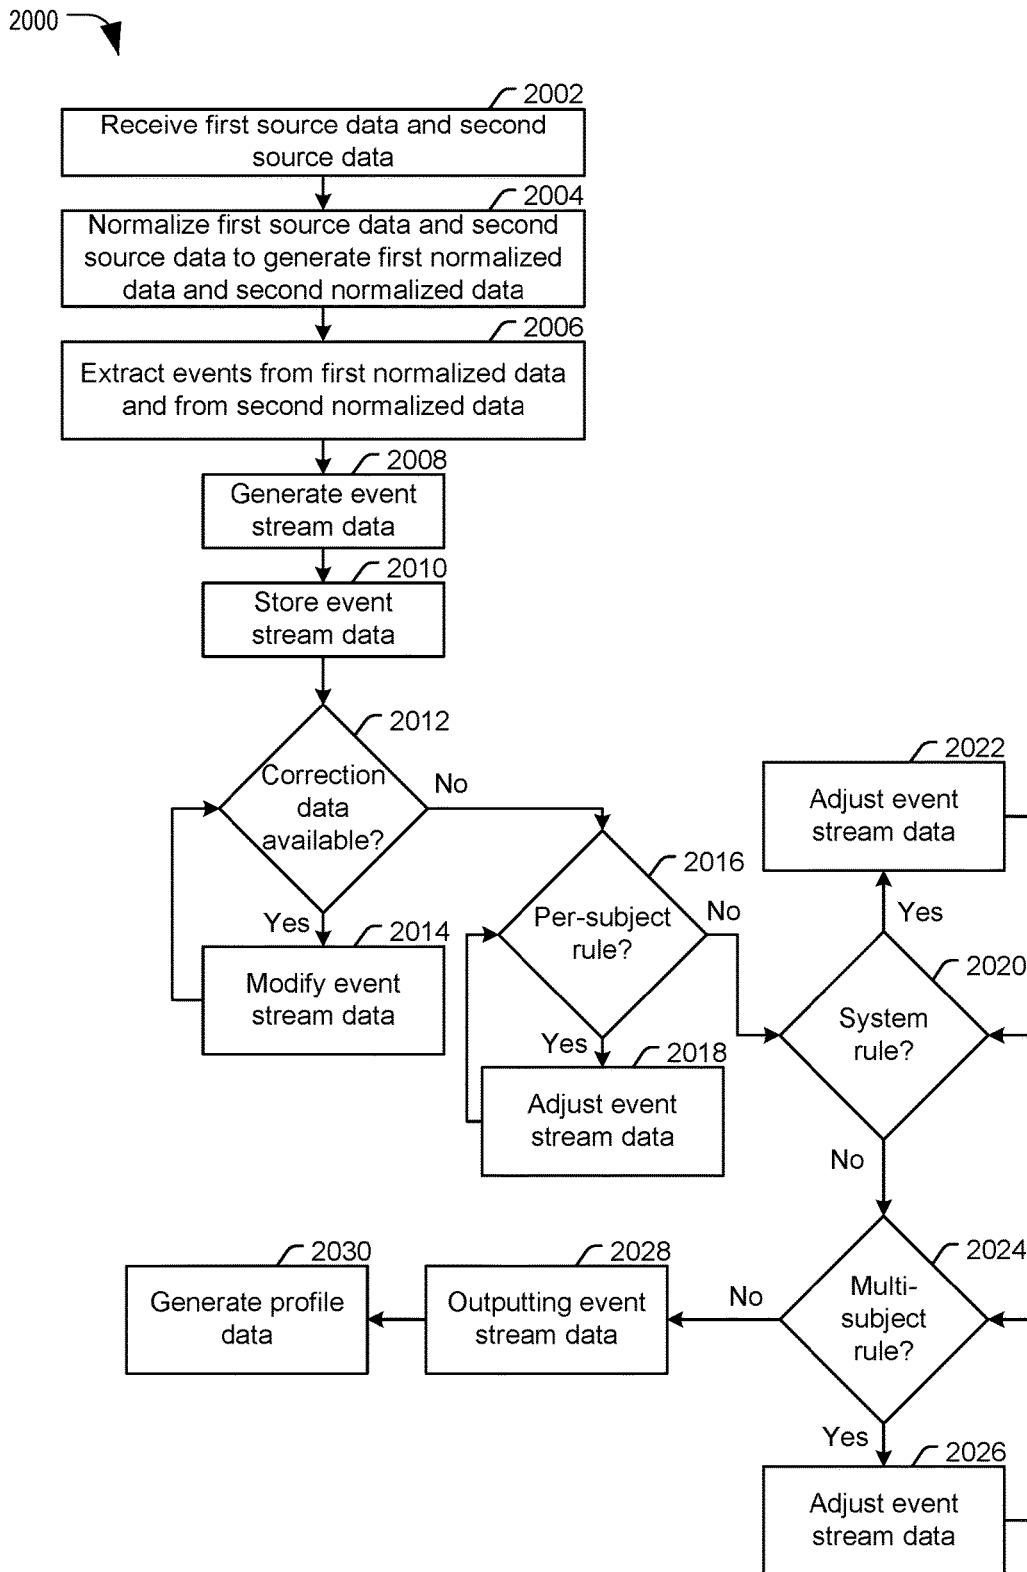 2000
2002
Receive first source data and second
source data
2004
Normalize first source data and second
source data to generate first normalized
data and second normalized data
2006
Extract events from first normalized data
and from second normalized data
2008
Generate event
stream data
2010
Store event
stream data
2012
Correction
data
available?
No
Yes
2014
Modify event
stream data
2016
Per-subject
rule?
No
Yes
2018
Adjust event
stream data
2022
Adjust event
stream data
Yes
2020
System
rule?
No
2024
Multi-
subject
rule?
No
Yes
2026
Adjust event
stream data
2028
Outputting event
stream data
2030
Generate profile
data